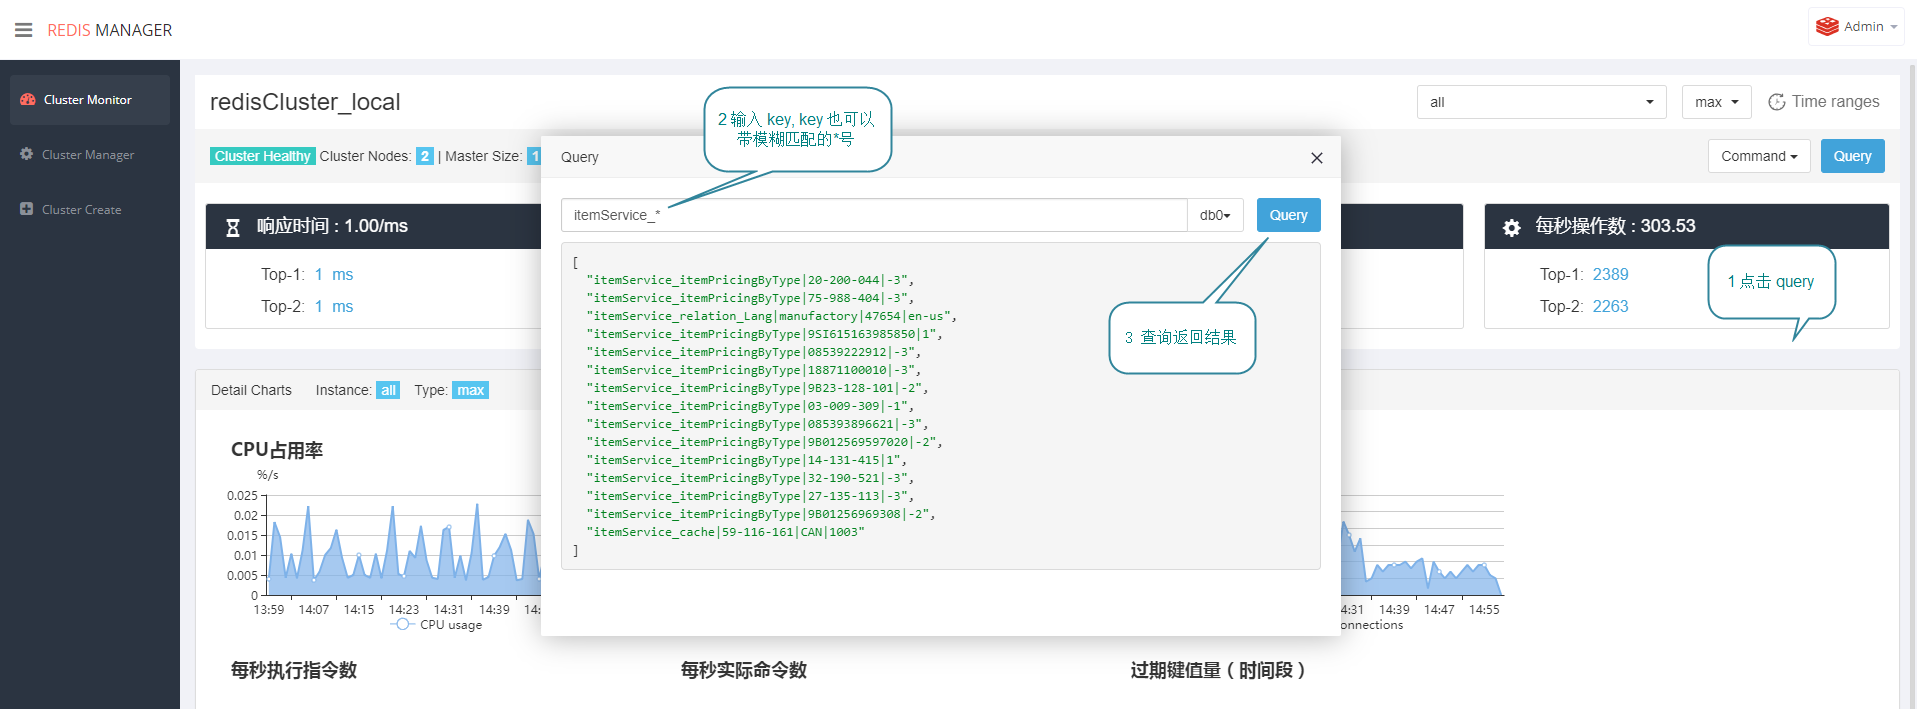 REDIS MANAGER
Admin
Cluster Monitor
Cluster Manager
Cluster Create
redisCluster_local
all
max
Time ranges
Cluster Healthy Cluster Nodes: 2 | Master Size: 1
Command
Query
响应时间 : 1.00/ms
Top-1: 1 ms
Top-2: 1 ms
每秒操作数 : 303.53
Top-1: 2389
Top-2: 2263
1 点击 query
2 输入 key, key 也可以
带模糊匹配的*号
Query
itemService_*
db0
Query
3 查询返回结果
[
"itemService_itemPricingByType|20-200-044|-3",
"itemService_itemPricingByType|75-988-404|-3",
"itemService_relation_Lang|manufactory|47654|en-us",
"itemService_itemPricingByType|9SI615163985850|1",
"itemService_itemPricingByType|08539222912|-3",
"itemService_itemPricingByType|18871100010|-3",
"itemService_itemPricingByType|9B23-128-101|-2",
"itemService_itemPricingByType|03-009-309|-1",
"itemService_itemPricingByType|085393896621|-3",
"itemService_itemPricingByType|9B012569597020|-2",
"itemService_itemPricingByType|14-131-415|1",
"itemService_itemPricingByType|32-190-521|-3",
"itemService_itemPricingByType|27-135-113|-3",
"itemService_itemPricingByType|9B01256969308|-2",
"itemService_cache|59-116-161|CAN|1003"
]
Detail Charts Instance: all Type: max
CPU占用率
%/s
0.025
0.02
0.015
0.01
0.005
0
13:59 14:07 14:15 14:23 14:31 14:39 14:
CPU usage
4:31 14:39 14:47 14:55
onnections
每秒执行指令数
每秒实际命令数
过期键值量 ( 时间段 )